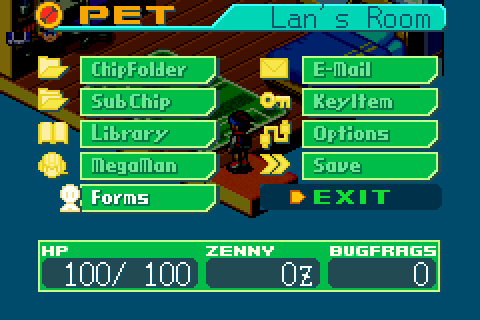 PET
Lan's Room
ChipFolder
SubChip
Library
MegaMan
Forms
E-Mail
KeyItem
Options
Save
EXIT
HP
100/ 100
ZENNY
0z
BUGFRAGS
0